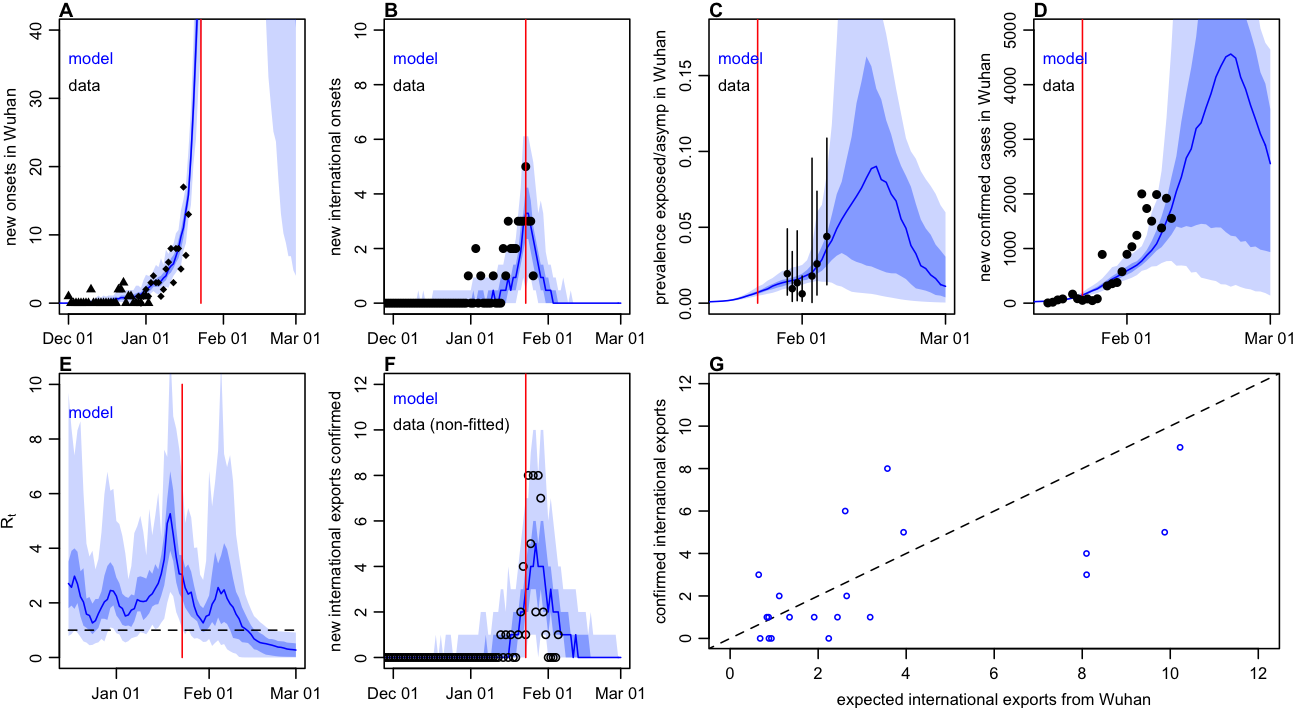 A
new onsets in Wuhan
40
30
20
10
0
model
data
Dec 01 Jan 01 Feb 01 Mar 01
B
new international onsets
10
8
6
4
2
0
model
data
Dec 01 Jan 01 Feb 01 Mar 01
C
prevalence exposed/asymp in Wuhan
0.15
0.10
0.05
0.00
model
data
Feb 01 Mar 01
D
new confirmed cases in Wuhan
5000
4000
3000
2000
1000
0
model
data
Feb 01 Mar 01
E
Rt
10
8
6
4
2
0
model
Jan 01 Feb 01 Mar 01
F
new international exports confirmed
12
10
8
6
4
2
0
model
data (non-fitted)
Dec 01 Jan 01 Feb 01 Mar 01
G
confirmed international exports
12
10
8
6
4
2
0
0 2 4 6 8 10 12
expected international exports from Wuhan